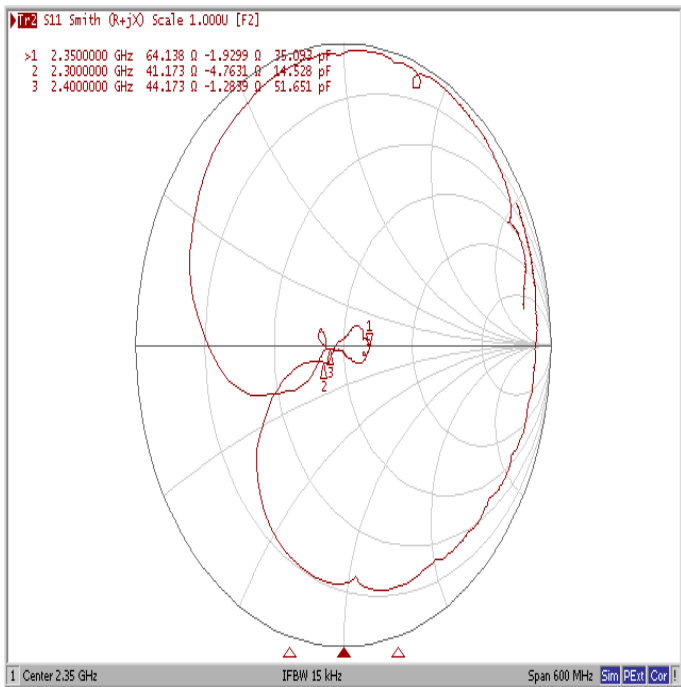 Tr2 S11 Smith (R+jX) Scale 1.000U [F2]
>1 2.3500000 GHz 64.138 Ω -1.9299 Ω 35.093 pF
2 2.3000000 GHz 41.173 Ω -4.7631 Ω 14.528 pF
3 2.4000000 GHz 44.173 Ω -1.2839 Ω 51.651 pF
1
3
2
1 Center 2.35 GHz IFBW 15 kHz Span 600 MHz Sim PExt Cor !